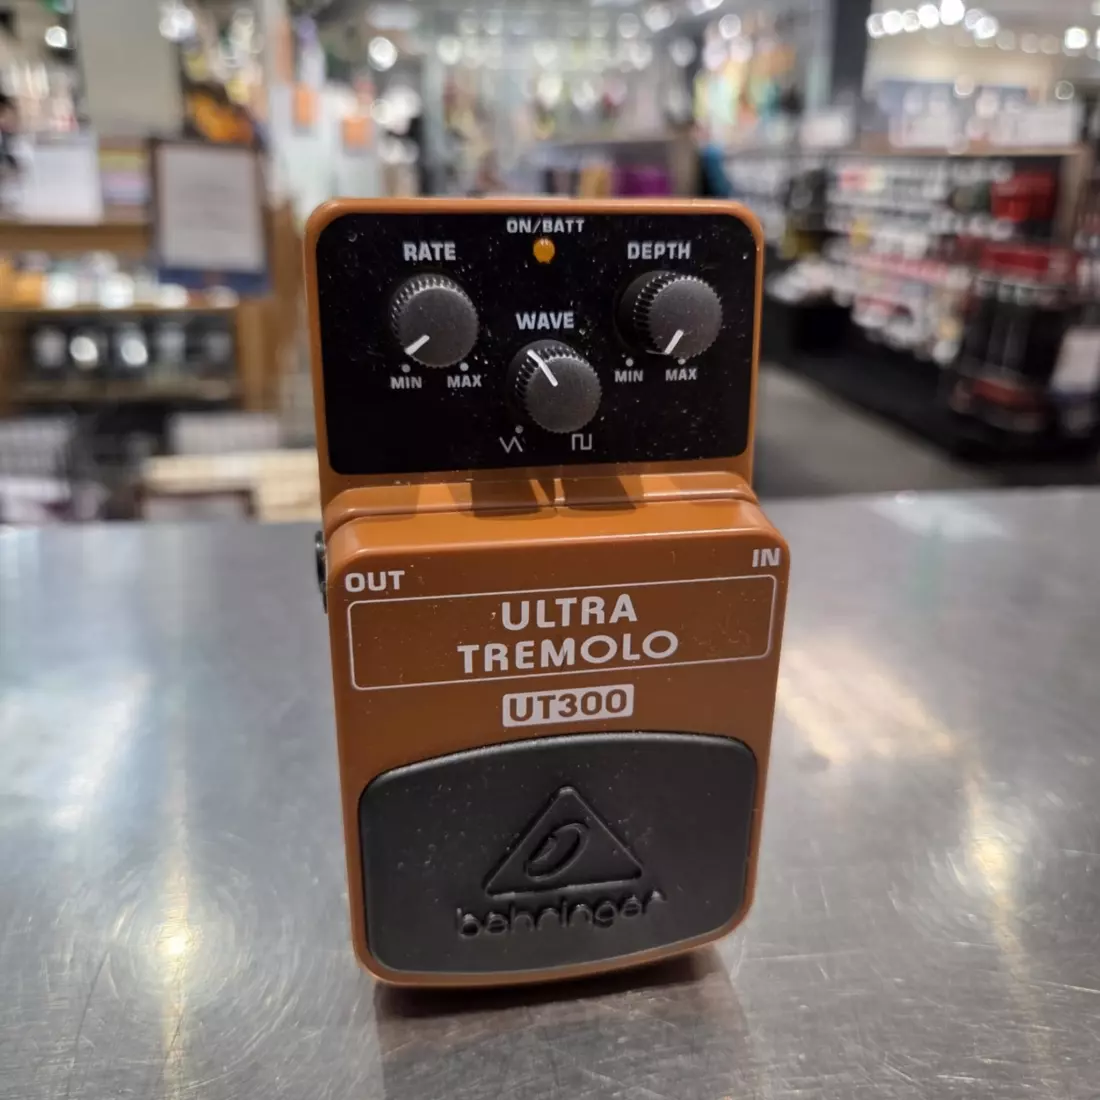 ON/BATT
RATE
DEPTH
WAVE
MIN MAX
MIN MAX
OUT
IN
ULTRA
TREMOLO
UT300
behringer